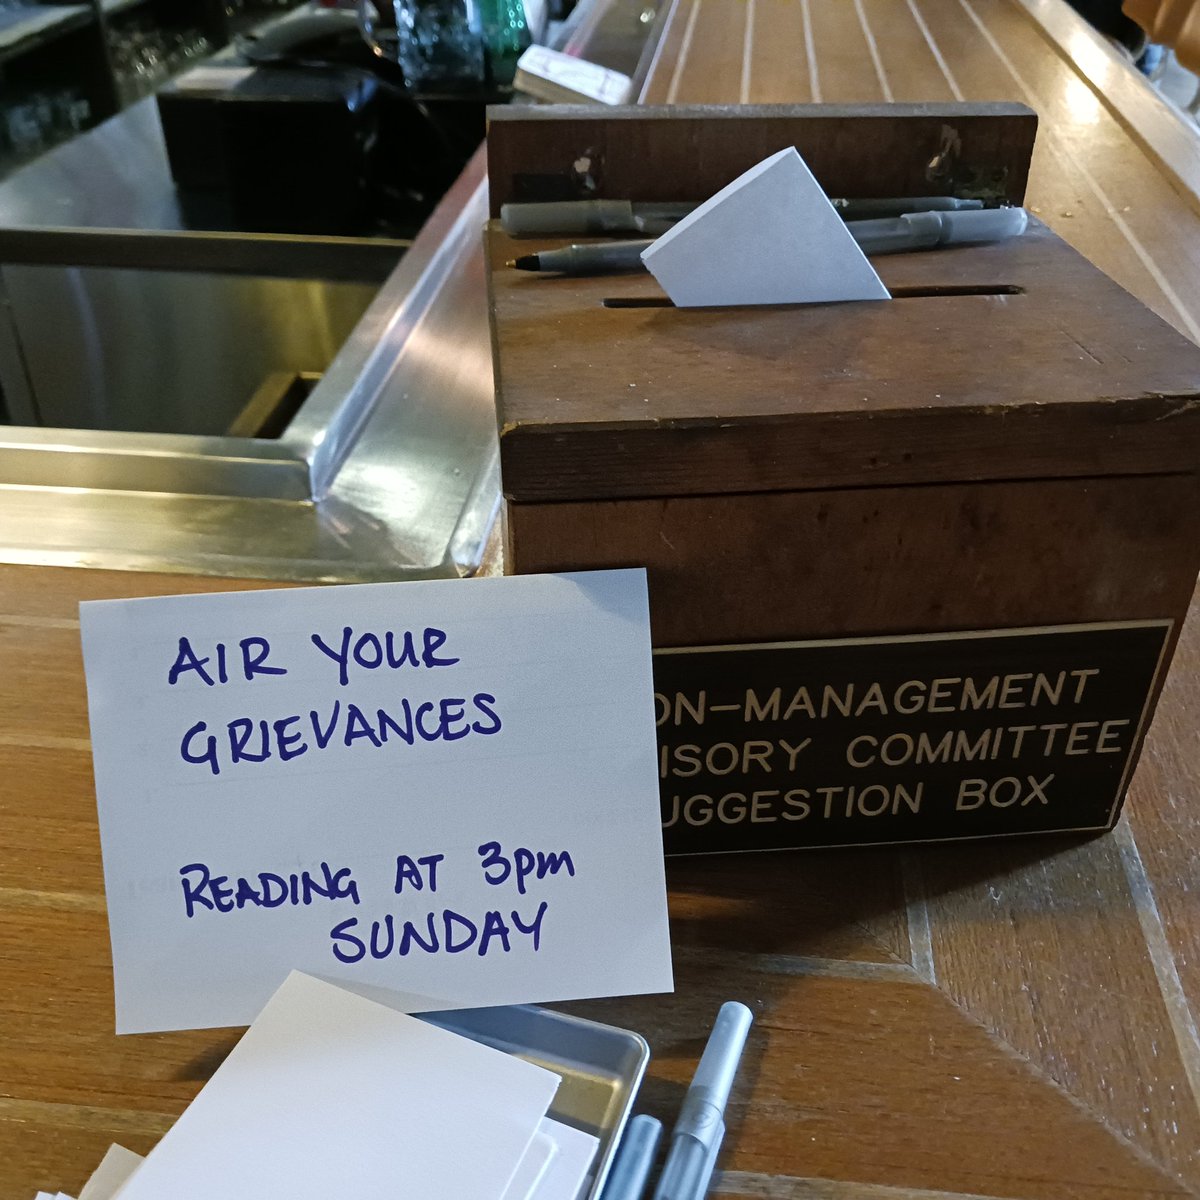 AIR YOUR
GRIEVANCES
READING AT 3pm
SUNDAY
ON-MANAGEMENT
ISORY COMMITTEE
UGGESTION BOX